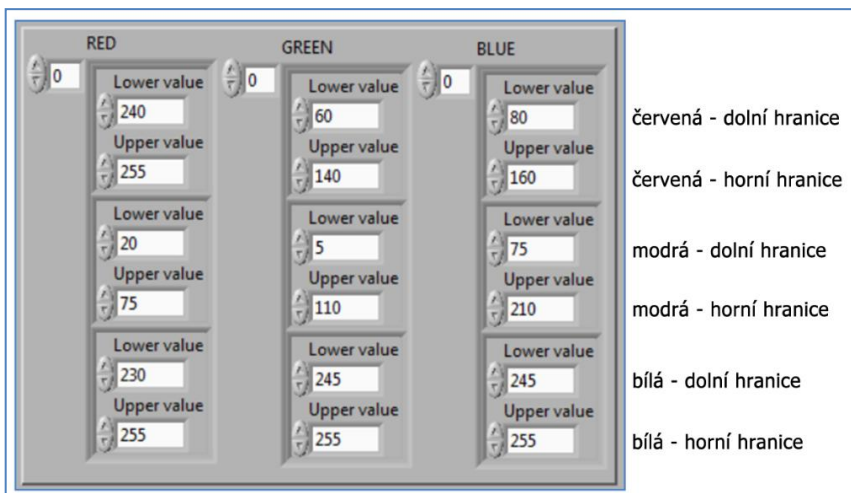 RED GREEN BLUE
0 0 0
Lower value Lower value Lower value
240 60 80 červená - dolní hranice
Upper value Upper value Upper value
255 140 160 červená - horní hranice
Lower value Lower value Lower value
20 5 75 modrá - dolní hranice
Upper value Upper value Upper value
75 110 210 modrá - horní hranice
Lower value Lower value Lower value
230 245 245 bílá - dolní hranice
Upper value Upper value Upper value
255 255 255 bílá - horní hranice